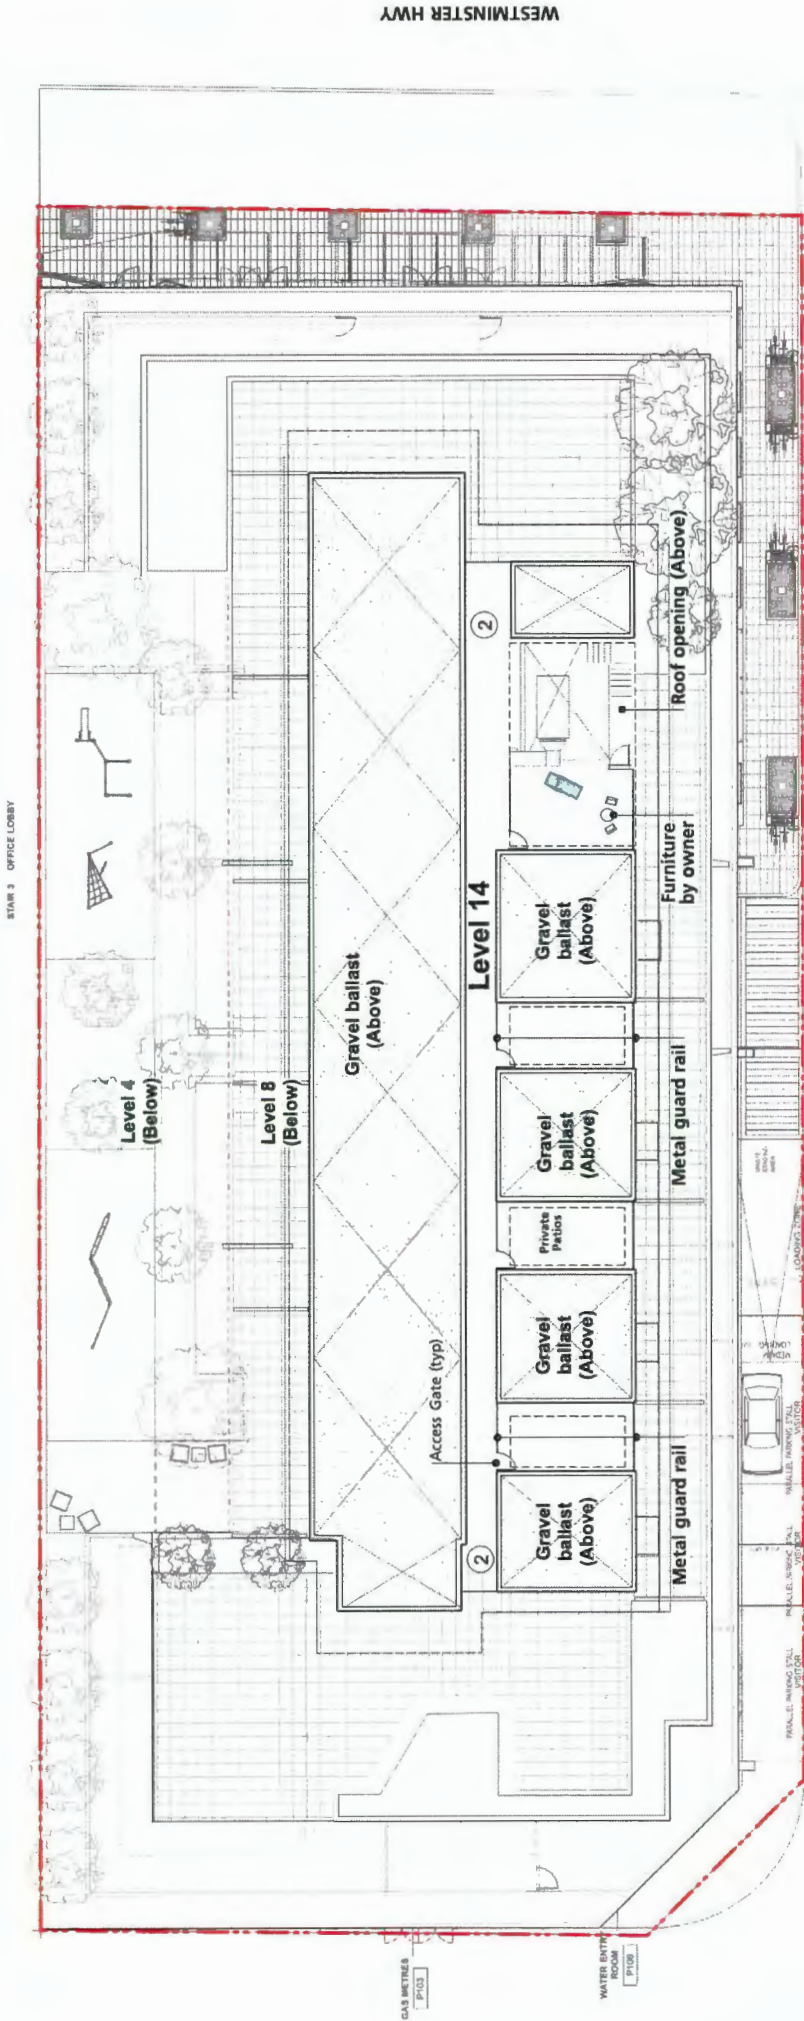 WESTMINSTER HWY
STAIR 3 OFFICE LOBBY
Level 4
(Below)
Level 8
(Below)
Gravel ballast
(Above)
Level 14
2
2
Access Gate (typ)
Gravel
ballast
(Above)
Gravel
ballast
(Above)
Private
Patios
Gravel
ballast
(Above)
Gravel
ballast
(Above)
Metal guard rail
Metal guard rail
Furniture
by owner
Roof opening (Above)
GAS METRES
P103
WATER ENTRY
ROOM
P106
PARALLEL PARKING STALL
VISITOR
PARALLEL PARKING STALL
VISITOR
PARALLEL PARKING STALL
VISITOR
MEDIUM
LOADING
LOADING ZONE